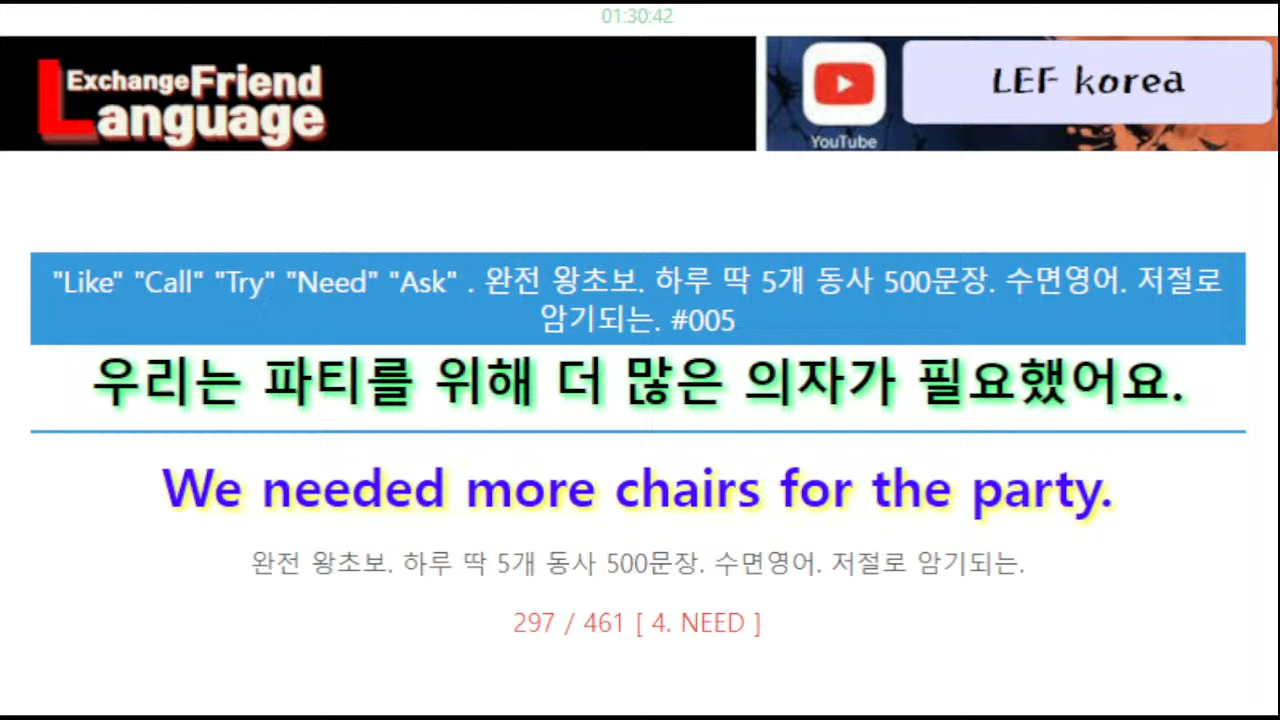 01:30:42
ExchangeFriend
Language
LEF korea
YouTube
"Like" "Call" "Try" "Need" "Ask" . 완전 왕초보. 하루 딱 5개 동사 500문장. 수면영어. 저절로
암기되는. #005
우리는 파티를 위해 더 많은 의자가 필요했어요.
We needed more chairs for the party.
완전 왕초보. 하루 딱 5개 동사 500문장. 수면영어. 저절로 암기되는.
297 / 461 [ 4. NEED ]